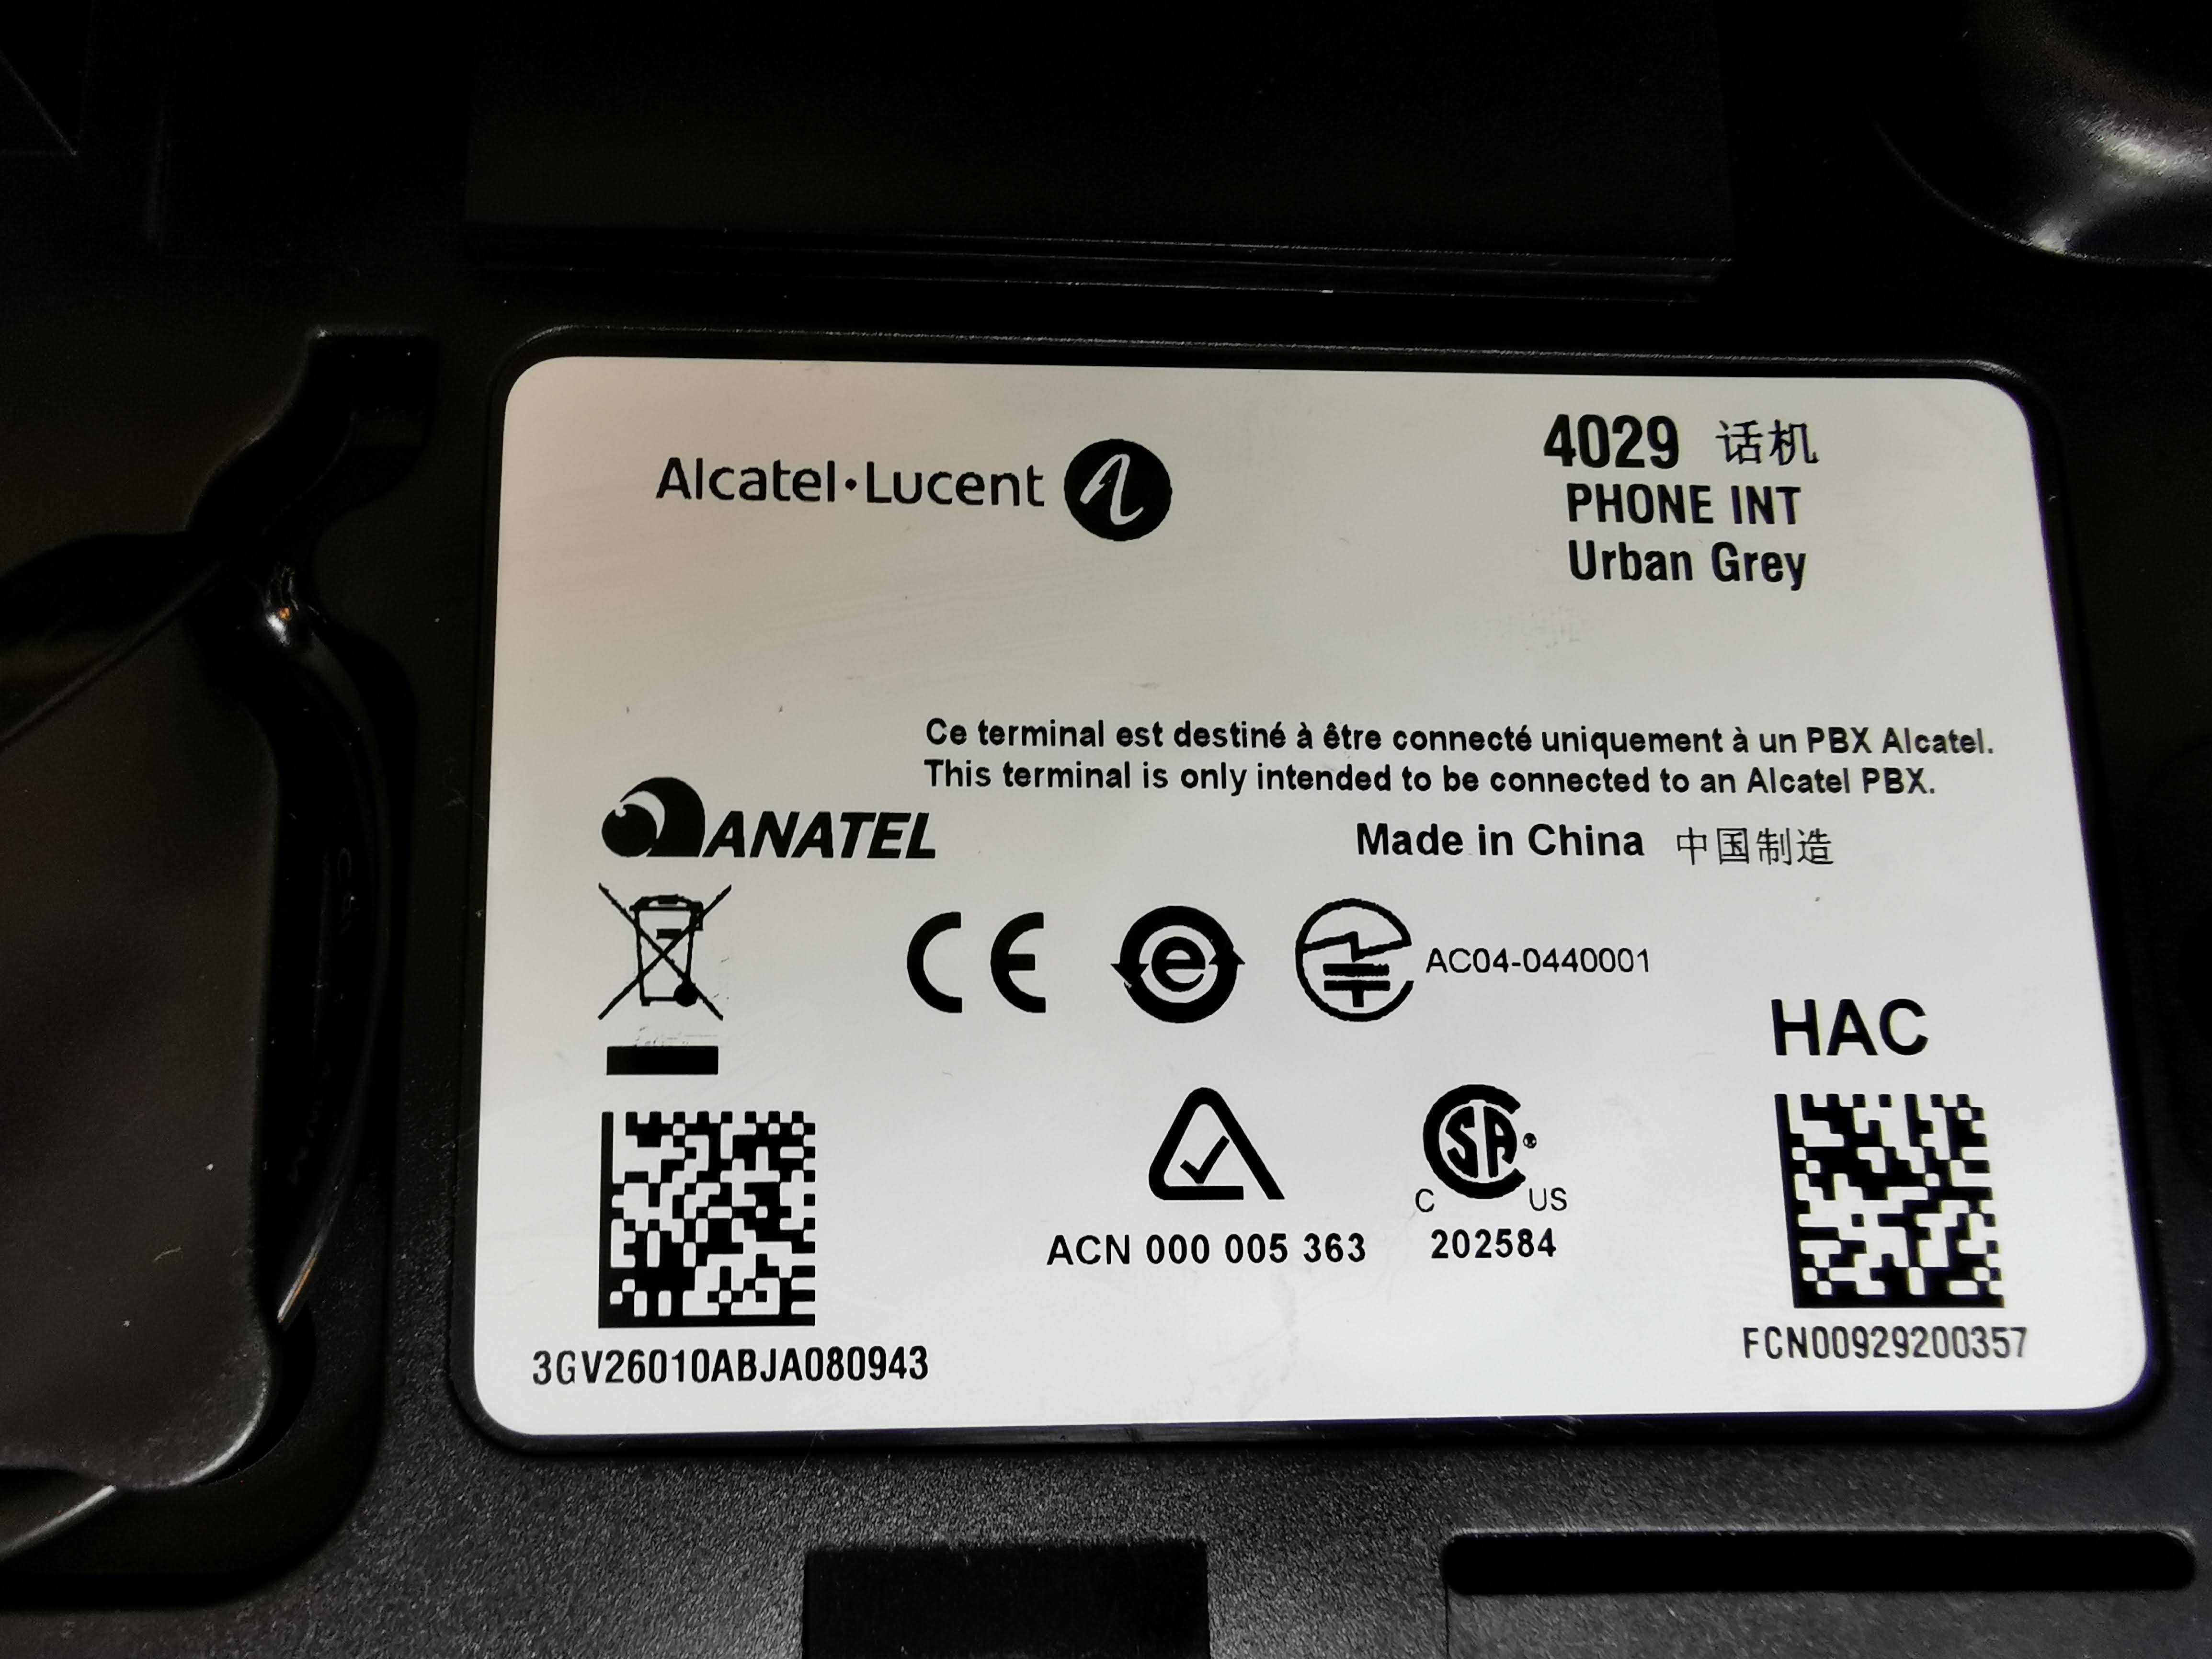 Alcatel·Lucent
4029 话机
PHONE INT
Urban Grey
Ce terminal est destiné à être connecté uniquement à un PBX Alcatel.
This terminal is only intended to be connected to an Alcatel PBX.
ANATEL
Made in China 中国制造
CE
e
AC04-0440001
HAC
SA
C US
ACN 000 005 363
202584
3GV26010ABJA080943
FCN00929200357